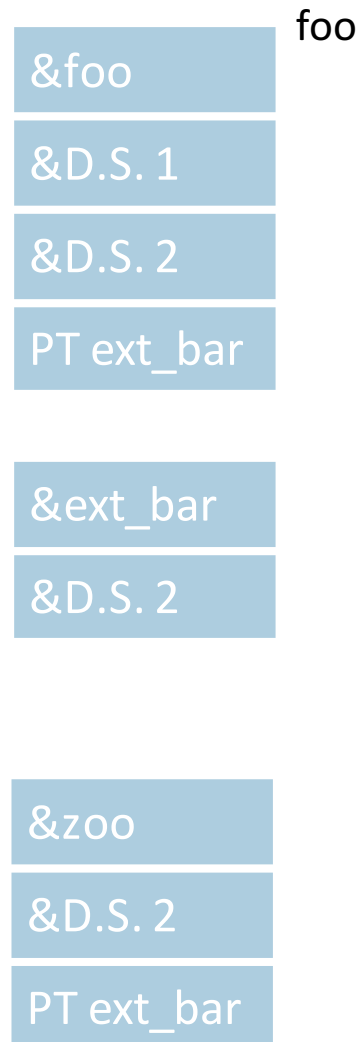 foo
&foo
&D.S. 1
&D.S. 2
PT ext_bar
&ext_bar
&D.S. 2
&zoo
&D.S. 2
PT ext_bar